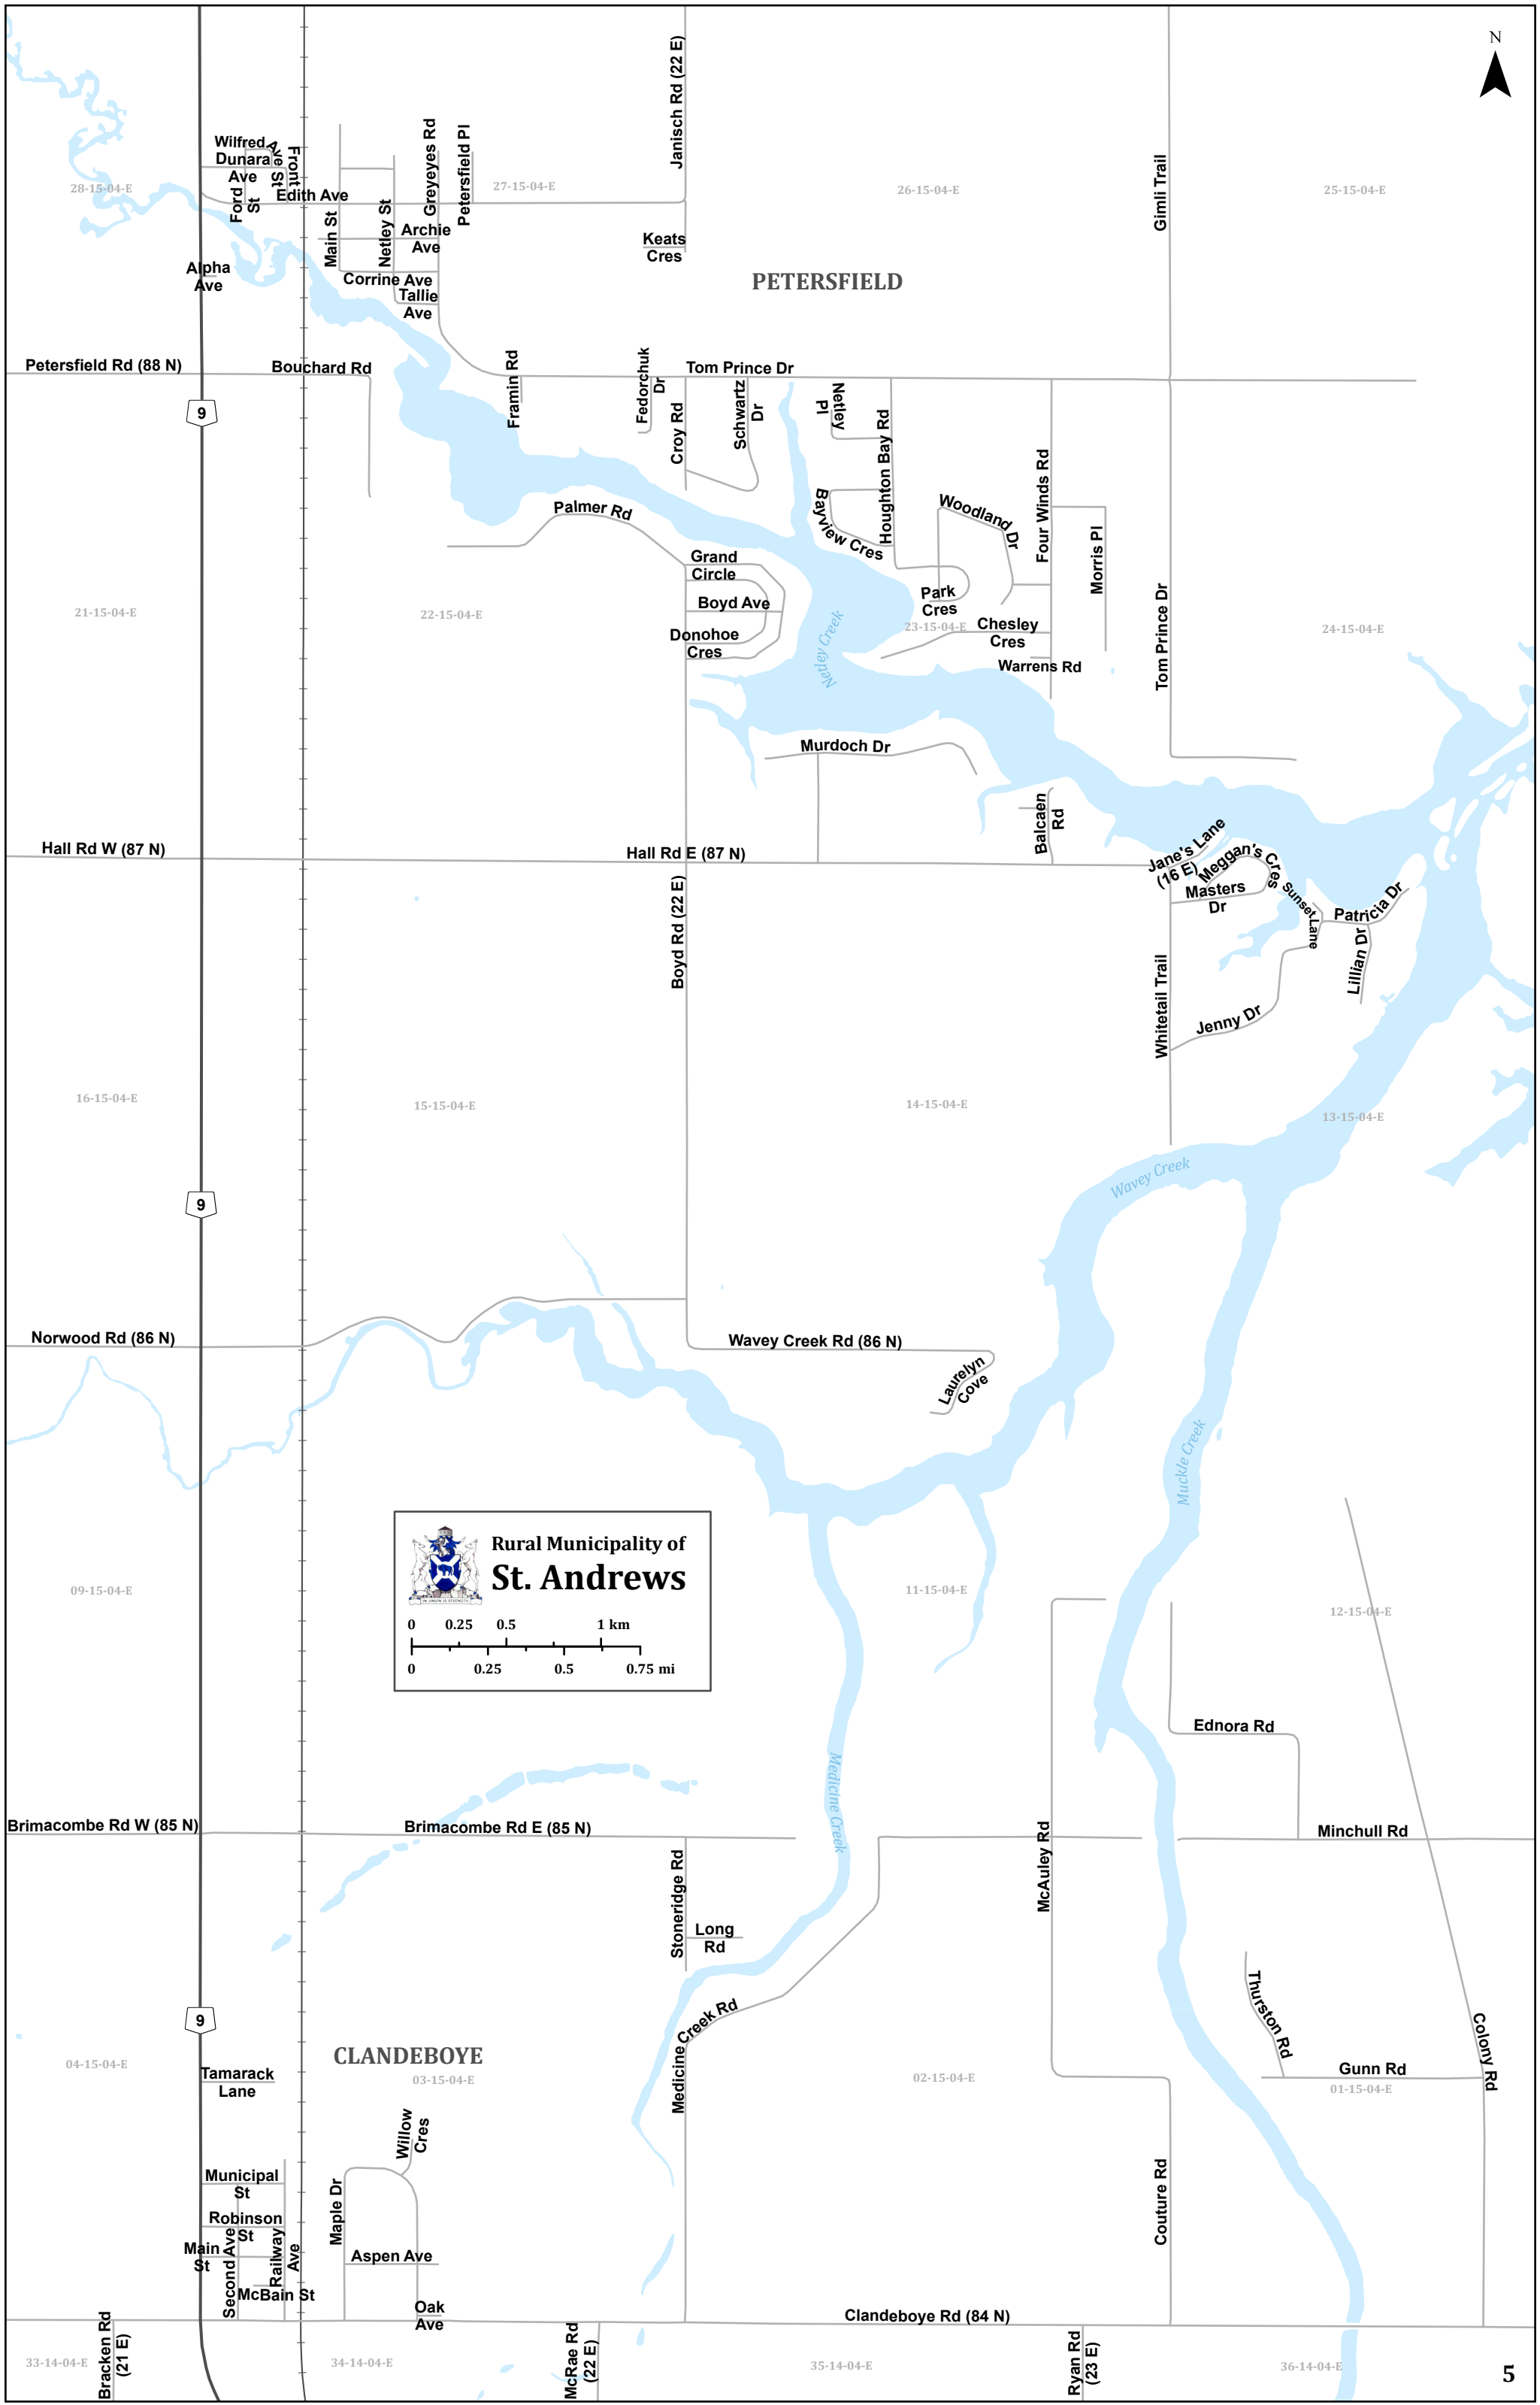 N
Janisch Rd (22 E)
Gimli Trail
Wilfred
Ave
Dunara
Ave
Ford
St
St
Front
Edith Ave
28-15-04-E
Greyeyes Rd
Petersfield Pl
27-15-04-E
26-15-04-E
25-15-04-E
Main St
Netley St
Archie
Ave
Keats
Cres
Alpha
Ave
Corrine Ave
Tallie
Ave
PETERSFIELD
Petersfield Rd (88 N)
Bouchard Rd
Tom Prince Dr
9
Framin Rd
Fedorchuk
Dr
Croy Rd
Schwartz
Dr
Netley
Pl
Houghton Bay Rd
Four Winds Rd
Bayview Cres
Woodland Dr
Morris Pl
Palmer Rd
Grand
Circle
Boyd Ave
Donohoe
Cres
Park
Cres
Chesley
Cres
Warrens Rd
21-15-04-E
22-15-04-E
23-15-04-E
24-15-04-E
Netley Creek
Tom Prince Dr
Murdoch Dr
Balcaen
Rd
Hall Rd W (87 N)
Hall Rd E (87 N)
Jane's Lane
(16 E)
Meggan's Cres
Masters
Dr
Sunset Lane
Patricia Dr
Lillian Dr
Boyd Rd (22 E)
Whitetail Trail
Jenny Dr
16-15-04-E
15-15-04-E
14-15-04-E
13-15-04-E
Wavey Creek
9
Norwood Rd (86 N)
Wavey Creek Rd (86 N)
Laurelyn
Cove
Muckle Creek
Rural Municipality of
St. Andrews
0 0.25 0.5 1 km
0 0.25 0.5 0.75 mi
09-15-04-E
11-15-04-E
12-15-04-E
Ednora Rd
Medicine Creek
Brimacombe Rd W (85 N)
Brimacombe Rd E (85 N)
McAuley Rd
Minchull Rd
Stoneridge Rd
Long
Rd
9
Medicine Creek Rd
Thurston Rd
Colony Rd
CLANDEBOYE
04-15-04-E
03-15-04-E
02-15-04-E
Gunn Rd
01-15-04-E
Tamarack
Lane
Willow
Cres
Municipal
St
Maple Dr
Couture Rd
Robinson
St
Main
St
Second Ave
Railway
Ave
McBain St
Aspen Ave
Oak
Ave
Clandeboye Rd (84 N)
Bracken Rd
(21 E)
McRae Rd
(22 E)
Ryan Rd
(23 E)
33-14-04-E
34-14-04-E
35-14-04-E
36-14-04-E
5